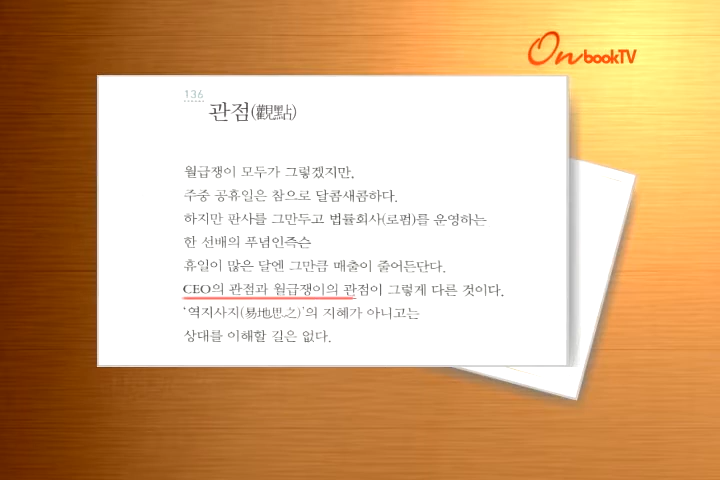 On bookTV
136
관점(觀點)
월급쟁이 모두가 그렇겠지만.
주중 공휴일은 참으로 달콤새콤하다.
하지만 판사를 그만두고 법률회사(로펌)를 운영하는
한 선배의 푸념인즉슨
휴일이 많은 달엔 그만큼 매출이 줄어든단다.
CEO의 관점과 월급쟁이의 관점이 그렇게 다른 것이다.
‘역지사지(易地思之)’의 지혜가 아니고는
상대를 이해할 길은 없다.